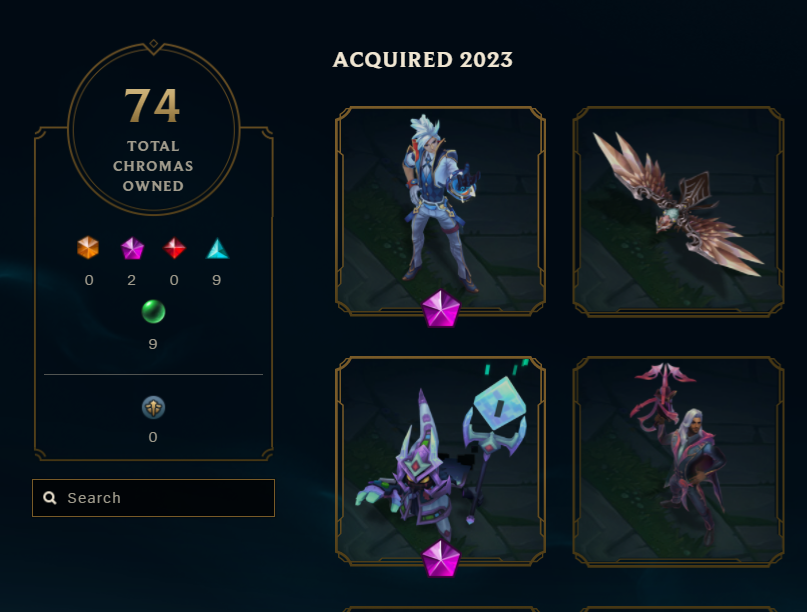 74
TOTAL
CHROMAS
OWNED
0 2 0 9
9
0
Search
ACQUIRED 2023